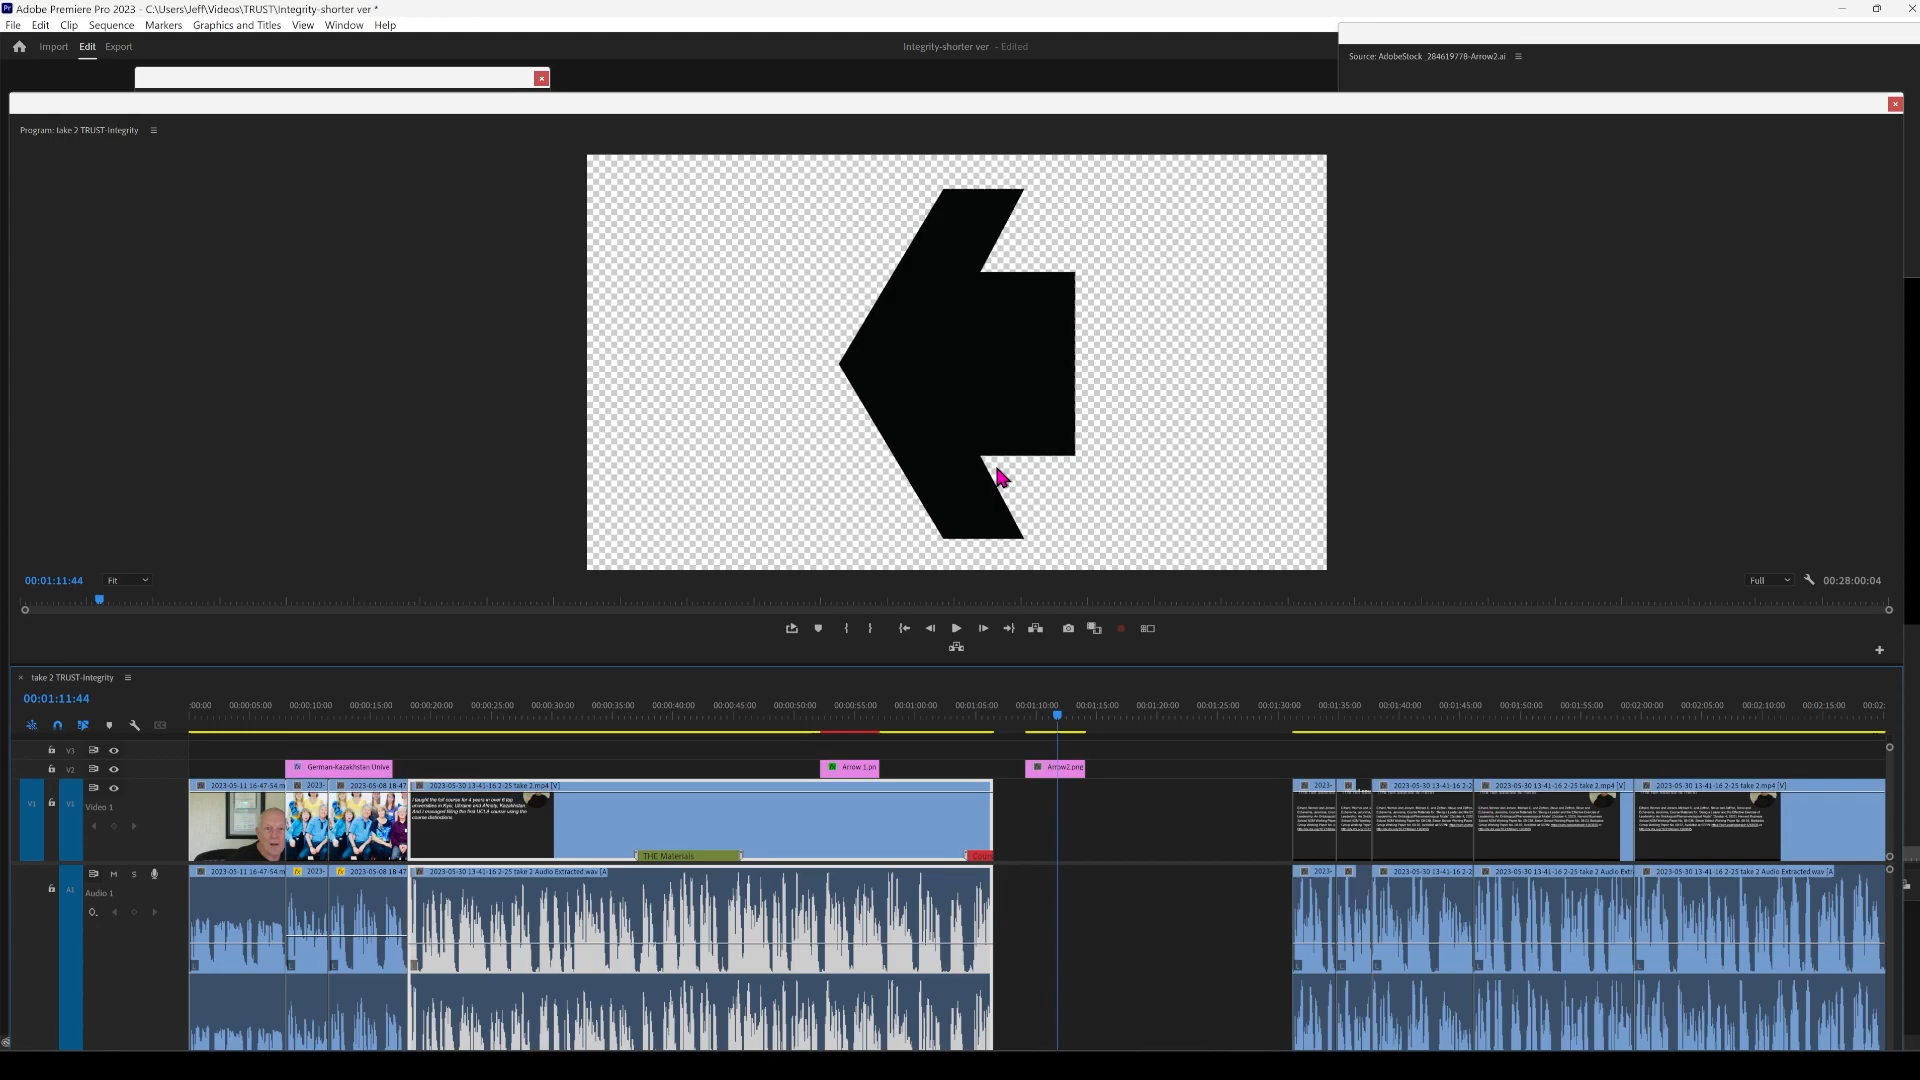 Adobe Premiere Pro 2023 - C:\Users\Jeff\Videos\TRUST\Integrity-shorter ver *
File Edit Clip Sequence Markers Graphics and Titles View Window Help
Import Edit Export
Integrity-shorter ver - Edited
Source: AdobeStock_284619778-Arrow2.ai
Program: take 2 TRUST-Integrity
00:01:11:44 Fit
Full 00:28:00:04
take 2 TRUST-Integrity
00:01:11:44
:00:00 00:00:05:00 00:00:10:00 00:00:15:00 00:00:20:00 00:00:25:00 00:00:30:00 00:00:35:00 00:00:40:00 00:00:45:00 00:00:50:00 00:00:55:00 00:01:00:00 00:01:05:00 00:01:10:00 00:01:15:00 00:01:20:00 00:01:25:00 00:01:30:00 00:01:35:00 00:01:40:00 00:01:45:00 00:01:50:00 00:01:55:00 00:02:00:00 00:02:05:00 00:02:10:00 00:02:15:00 00:02:
V3
V2
German-Kazakhstan Unive Arrow 1.pn Arrow2.png
2023-05-11 16-47-54.m 2023- 2023-05-08 18-47 2023-05-30 13-41-16 2-25 take 2.mp4 [V] 2023- 2023-05-30 13-41-16 2-2 2023-05-30 13-41-16 2-25 take 2.mp4 [V] 2023-05-30 13-41-16 2-25 take 2.mp4 [V]
V1 V1
Video 1
I taught the full course for 4 years in over 6 top
universities in Kyiv, Ukraine and Almaty, Kazakhstan.
And I managed filling the first UCLA course using the
course distinctions
THE Materials
Coun
M S
2023-05-11 16-47-54.m 2023- 2023-05-08 18-47 2023-05-30 13-41-16 2-25 take 2 Audio Extracted.wav [A 2023- 2023-05-30 13-41-16 2-2 2023-05-30 13-41-16 2-25 take 2 Audio Extr 2023-05-30 13-41-16 2-25 take 2 Audio Extracted.wav [A
A1
Audio 1